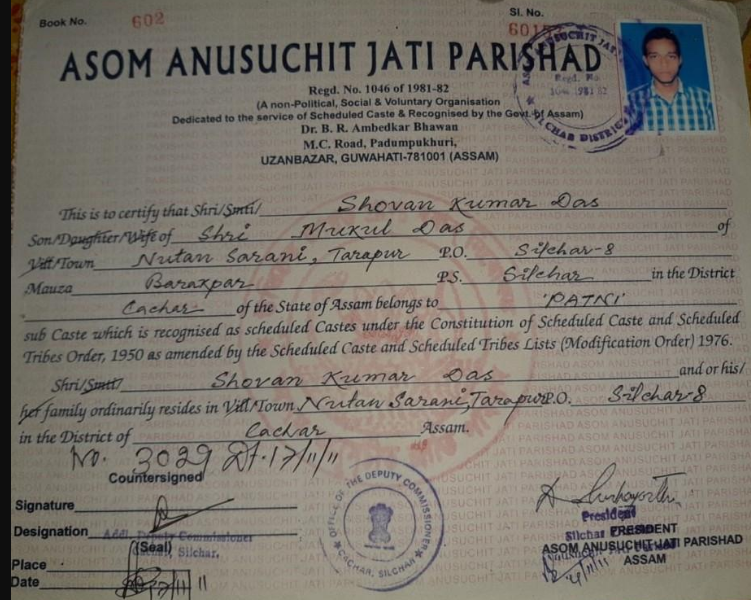 Book No. 602
Sl. No.
ASOM ANUSUCHIT JATI PARISHAD
Regd. No. 1046 of 1981-82
(A non-Political, Social & Voluntary Organisation
Dedicated to the service of Scheduled Caste & Recognised by the Govt. of Assam)
Dr. B. R. Ambedkar Bhawan
M.C. Road, Padumpukhuri,
UZANBAZAR, GUWAHATI-781001 (ASSAM)
This is to certify that Shri/Smti/ Shovan Kumar Das
Son/Daughter/Wife of Shri Mukul Das of
Vill/Town Nutan Sarani, Tarapur P.O. Silchar-8
Mauza Barakpar P.S. Silchar in the District
Cachar of the State of Assam belongs to 'PATNI'
sub Caste which is recognised as scheduled Castes under the Constitution of Scheduled Caste and Scheduled
Tribes Order, 1950 as amended by the Scheduled Caste and Scheduled Tribes Lists (Modification Order) 1976.
Shri/Smti/ Shovan Kumar Das and or his/
her family ordinarily resides in Vill/Town Nutan Sarani, Tarapur P.O. Silchar-8
in the District of Cachar Assam.
No. 3029 Dt. 17/11/11
Countersigned
Signature
Designation Addl. Deputy Commissioner
(Seal) Silchar.
Place
Date 17/11/11
OFFICE OF THE DEPUTY COMMISSIONER
CACHAR, SILCHAR
President
Silchar
PRESIDENT
ASOM ANUSUCHIT JATI PARISHAD
ASSAM